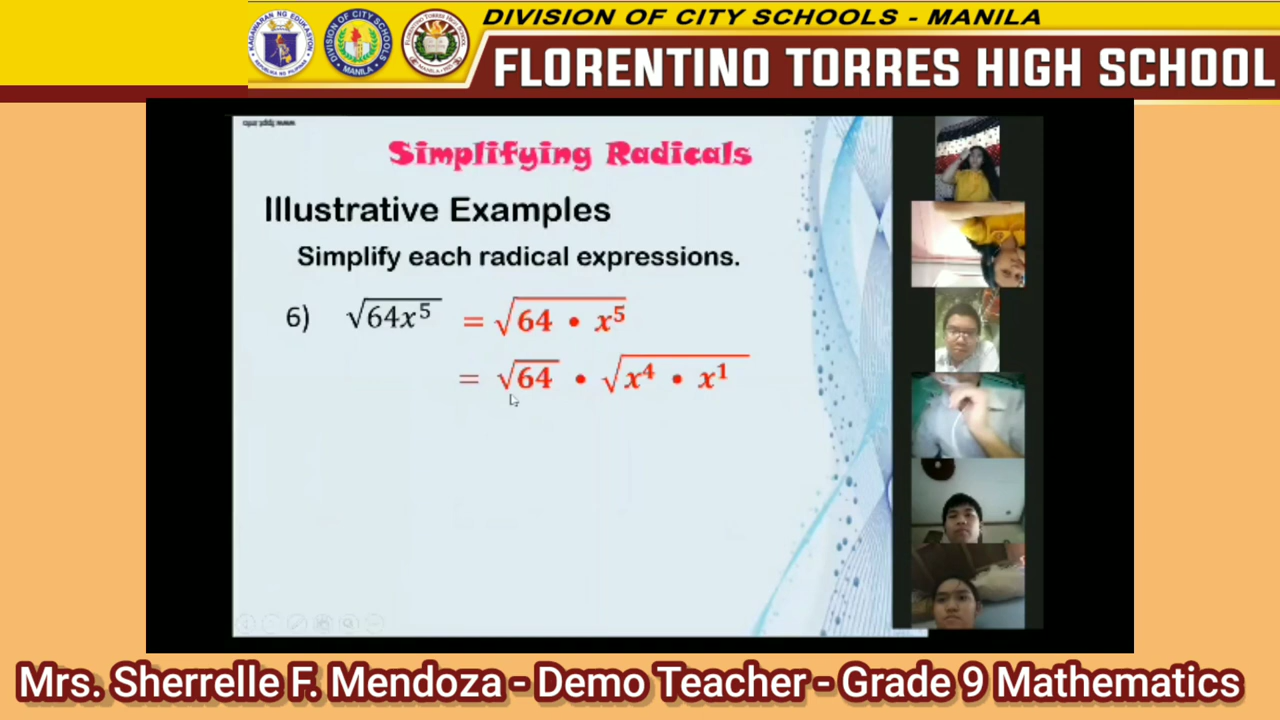 DIVISION OF CITY SCHOOLS - MANILA
FLORENTINO TORRES HIGH SCHOOL
Simplifying Radicals
Illustrative Examples
Simplify each radical expressions.
6) √64x⁵ = √64 • x⁵
= √64 • √x⁴ • x¹
Mrs. Sherrelle F. Mendoza - Demo Teacher - Grade 9 Mathematics